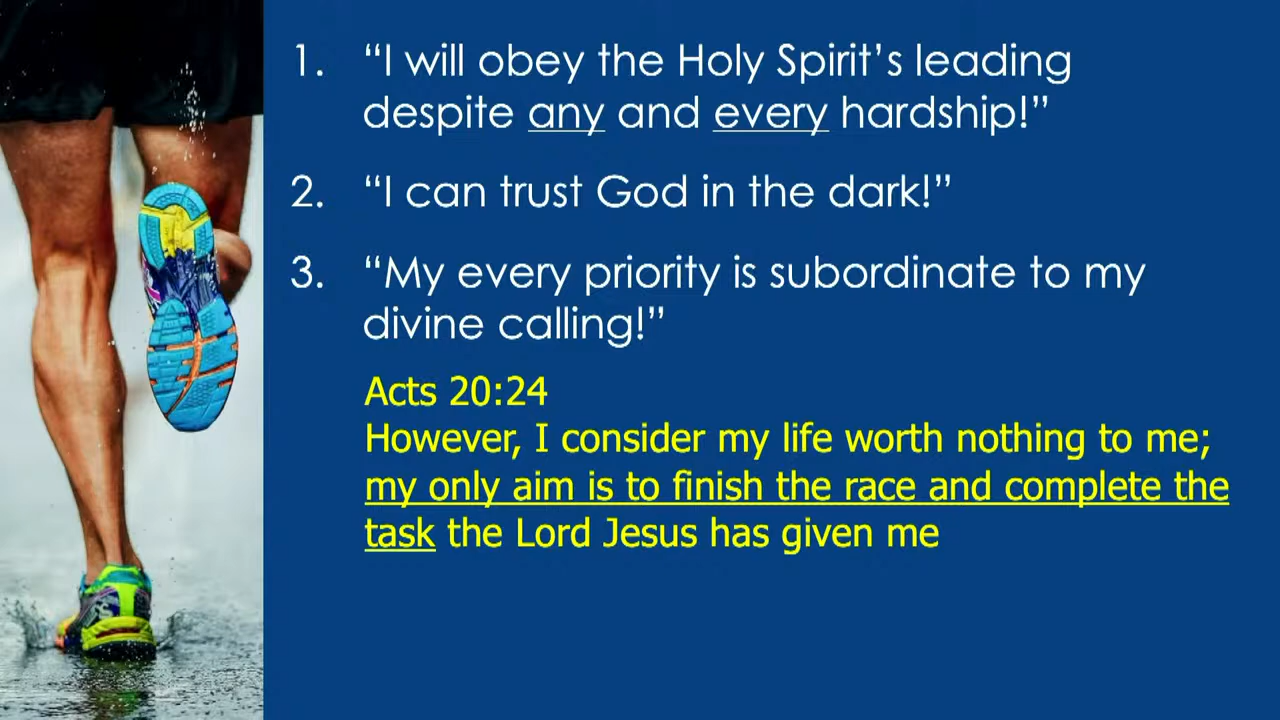 1. “I will obey the Holy Spirit’s leading
despite any and every hardship!”
2. “I can trust God in the dark!”
3. “My every priority is subordinate to my
divine calling!”
Acts 20:24
However, I consider my life worth nothing to me;
my only aim is to finish the race and complete the
task the Lord Jesus has given me